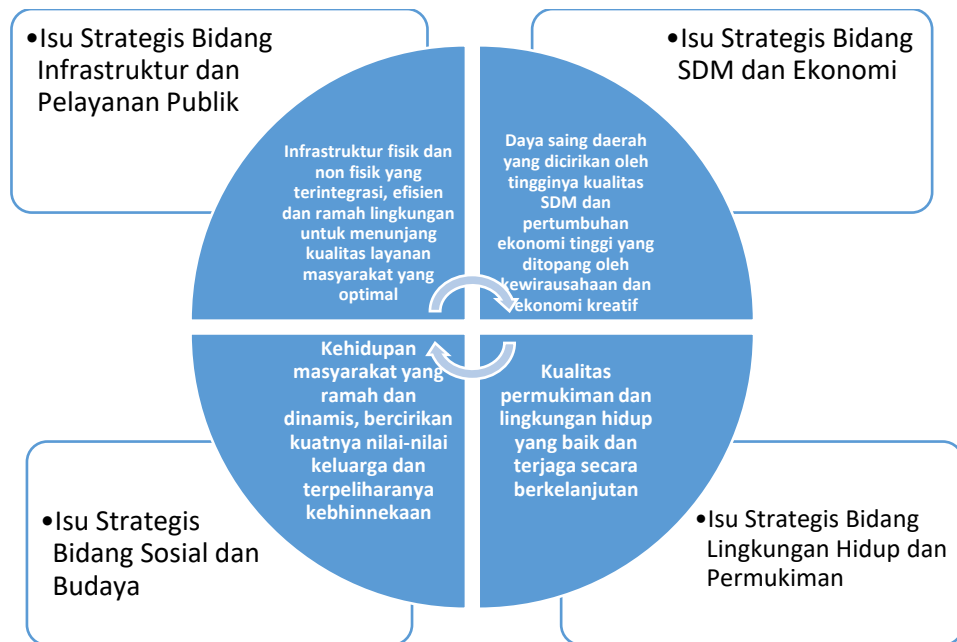 •Isu Strategis Bidang
Infrastruktur dan
Pelayanan Publik
•Isu Strategis Bidang
SDM dan Ekonomi
Infrastruktur fisik dan
non fisik yang
terintegrasi, efisien
dan ramah lingkungan
untuk menunjang
kualitas layanan
masyarakat yang
optimal
Daya saing daerah
yang dicirikan oleh
tingginya kualitas
SDM dan
pertumbuhan
ekonomi tinggi yang
ditopang oleh
kewirausahaan dan
ekonomi kreatif
Kehidupan
masyarakat yang
ramah dan
dinamis, bercirikan
kuatnya nilai-nilai
keluarga dan
terpeliharanya
kebhinnekaan
Kualitas
permukiman dan
lingkungan hidup
yang baik dan
terjaga secara
berkelanjutan
•Isu Strategis
Bidang Sosial dan
Budaya
•Isu Strategis Bidang
Lingkungan Hidup dan
Permukiman